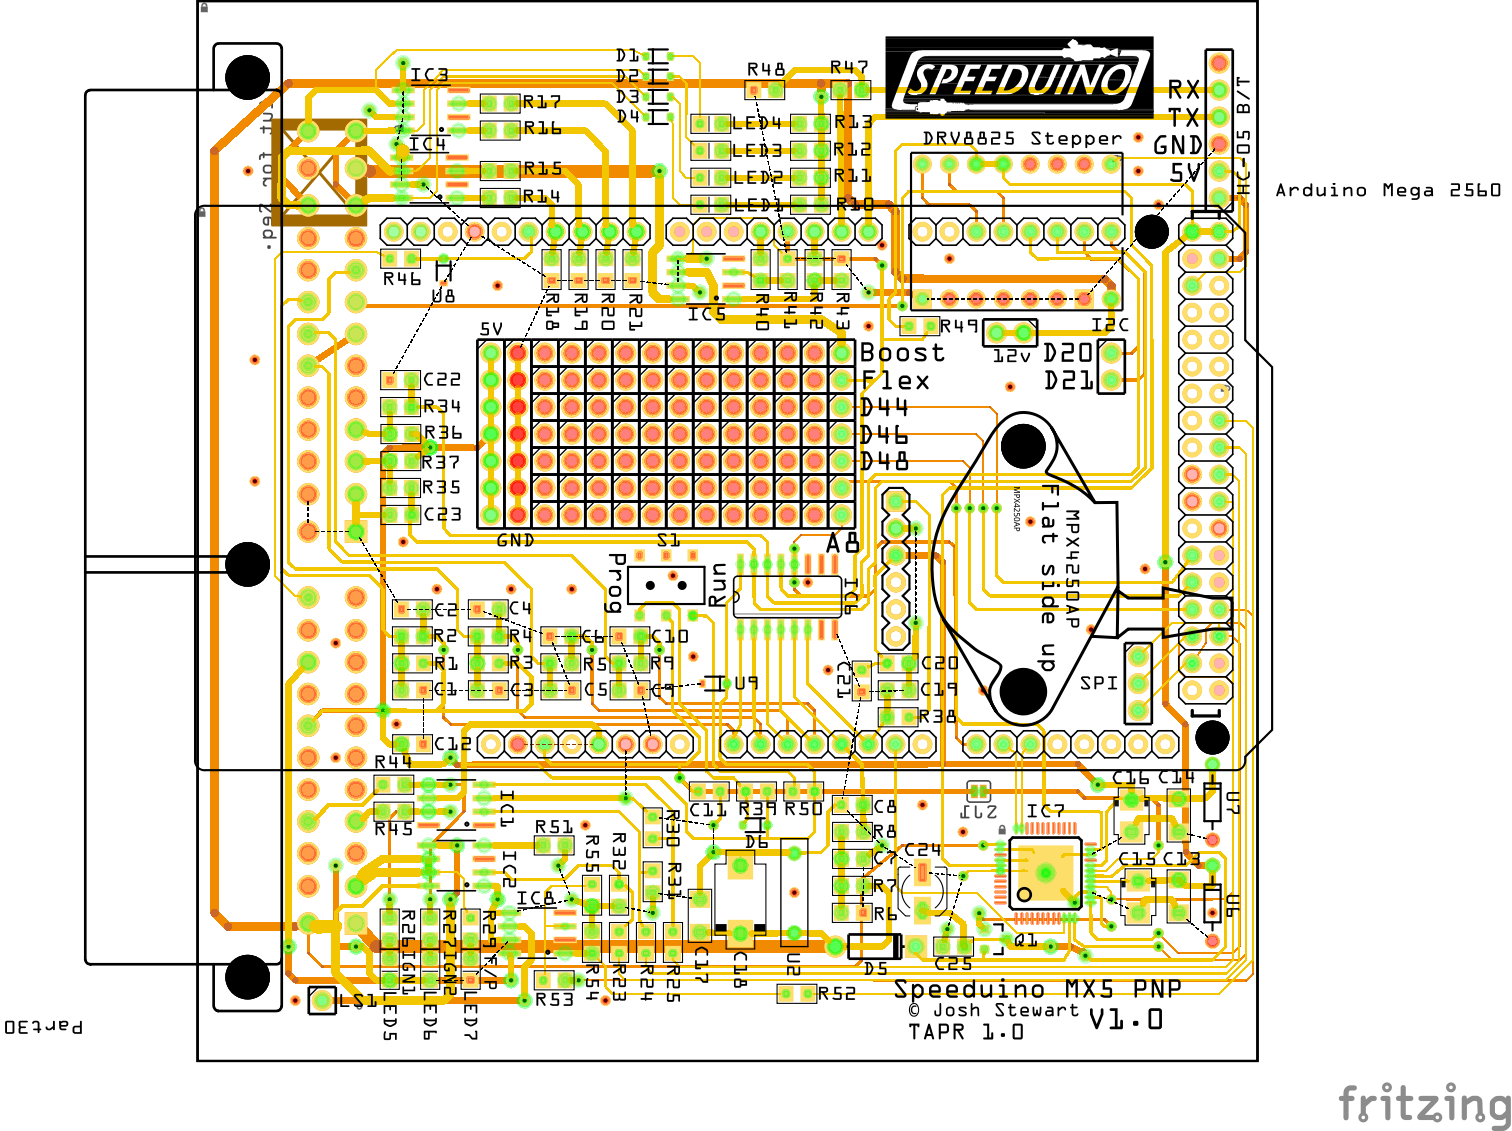 D1
D2
D3
D4
IC3
IC4
R17
R16
R15
R14
R48
R47
SPEEDUINO
LED4
LED3
LED2
LED1
R13
R12
R11
R10
DRV8825 Stepper
RX
TX
GND
5V
HC-05 B/T
Arduino Mega 2560
R46
U8
R18
R19
R20
R21
IC5
R40
R41
R42
R43
R49
12v
I2C
D20
D21
5V
GND
Boost
Flex
D44
D46
D48
A8
C22
R34
R36
R37
R35
C23
S1
Prog
Run
IC6
MPX4250AP
Flat side up
MPX4250AP
C2
C4
C6
C10
R2
R4
R1
R3
R5
R9
C1
C3
C5
C9
U9
C12
C20
C19
C21
R38
SPI
R44
R45
IC1
IC2
IC8
R51
R55
R32
R30
R31
C11
R39
R50
D6
C8
R8
C7
R7
R6
C24
J12
IC7
C16
C14
C15
C13
U7
U6
R26
IGN1
R27
IGN2
R29
F/P
LED5
LED6
LED7
LS1
R53
R54
R23
R24
R25
C17
C18
U2
D5
C25
Q1
R52
Speeduino MX5 PNP
© Josh Stewart
TAPR 1.0
V1.0
Part30
fritzing